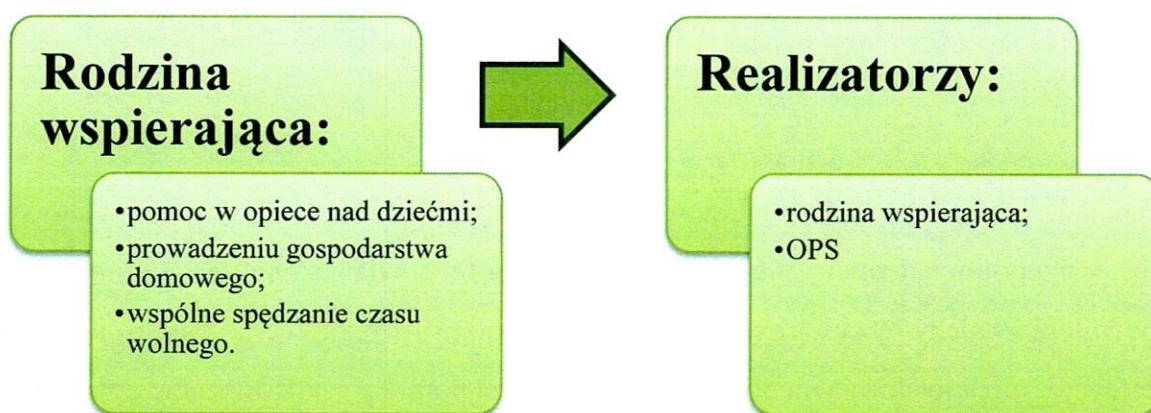 Rodzina
wspierająca:
•pomoc w opiece nad dziećmi;
•prowadzeniu gospodarstwa
domowego;
•wspólne spędzanie czasu
wolnego.
Realizatorzy:
•rodzina wspierająca;
•OPS